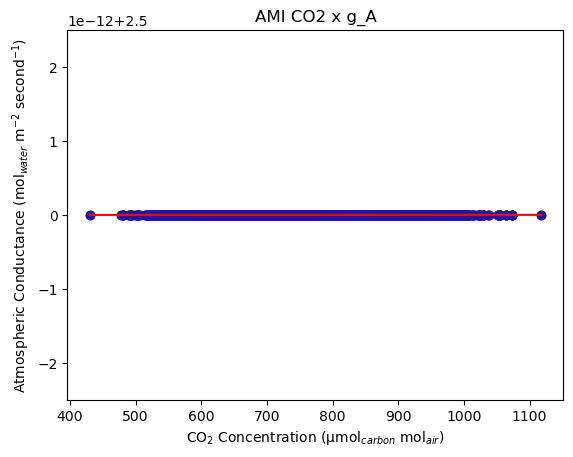 AMI CO2 x g_A
1e−12+2.5
2
1
0
−1
−2
Atmospheric Conductance (mol_water m⁻² second⁻¹)
400 500 600 700 800 900 1000 1100
CO₂ Concentration (μmol_carbon mol_air)